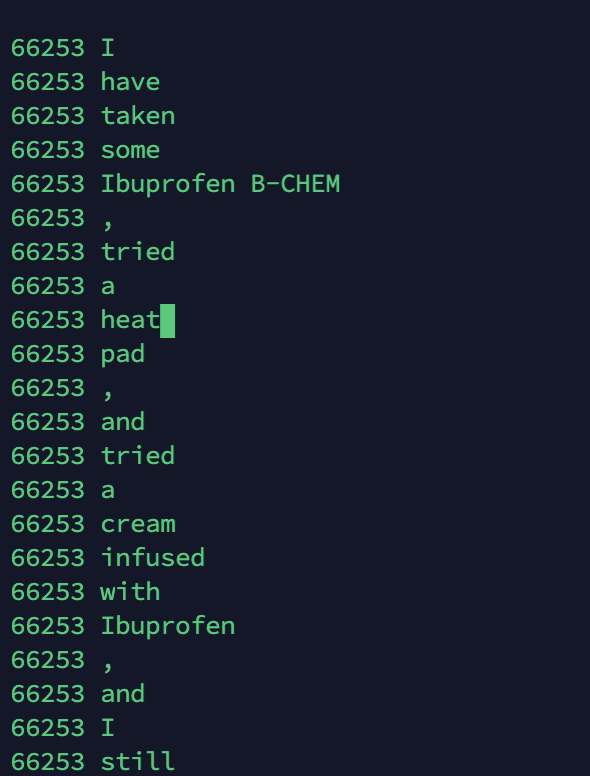 66253 I
66253 have
66253 taken
66253 some
66253 Ibuprofen B-CHEM
66253 ,
66253 tried
66253 a
66253 heat
66253 pad
66253 ,
66253 and
66253 tried
66253 a
66253 cream
66253 infused
66253 with
66253 Ibuprofen
66253 ,
66253 and
66253 I
66253 still